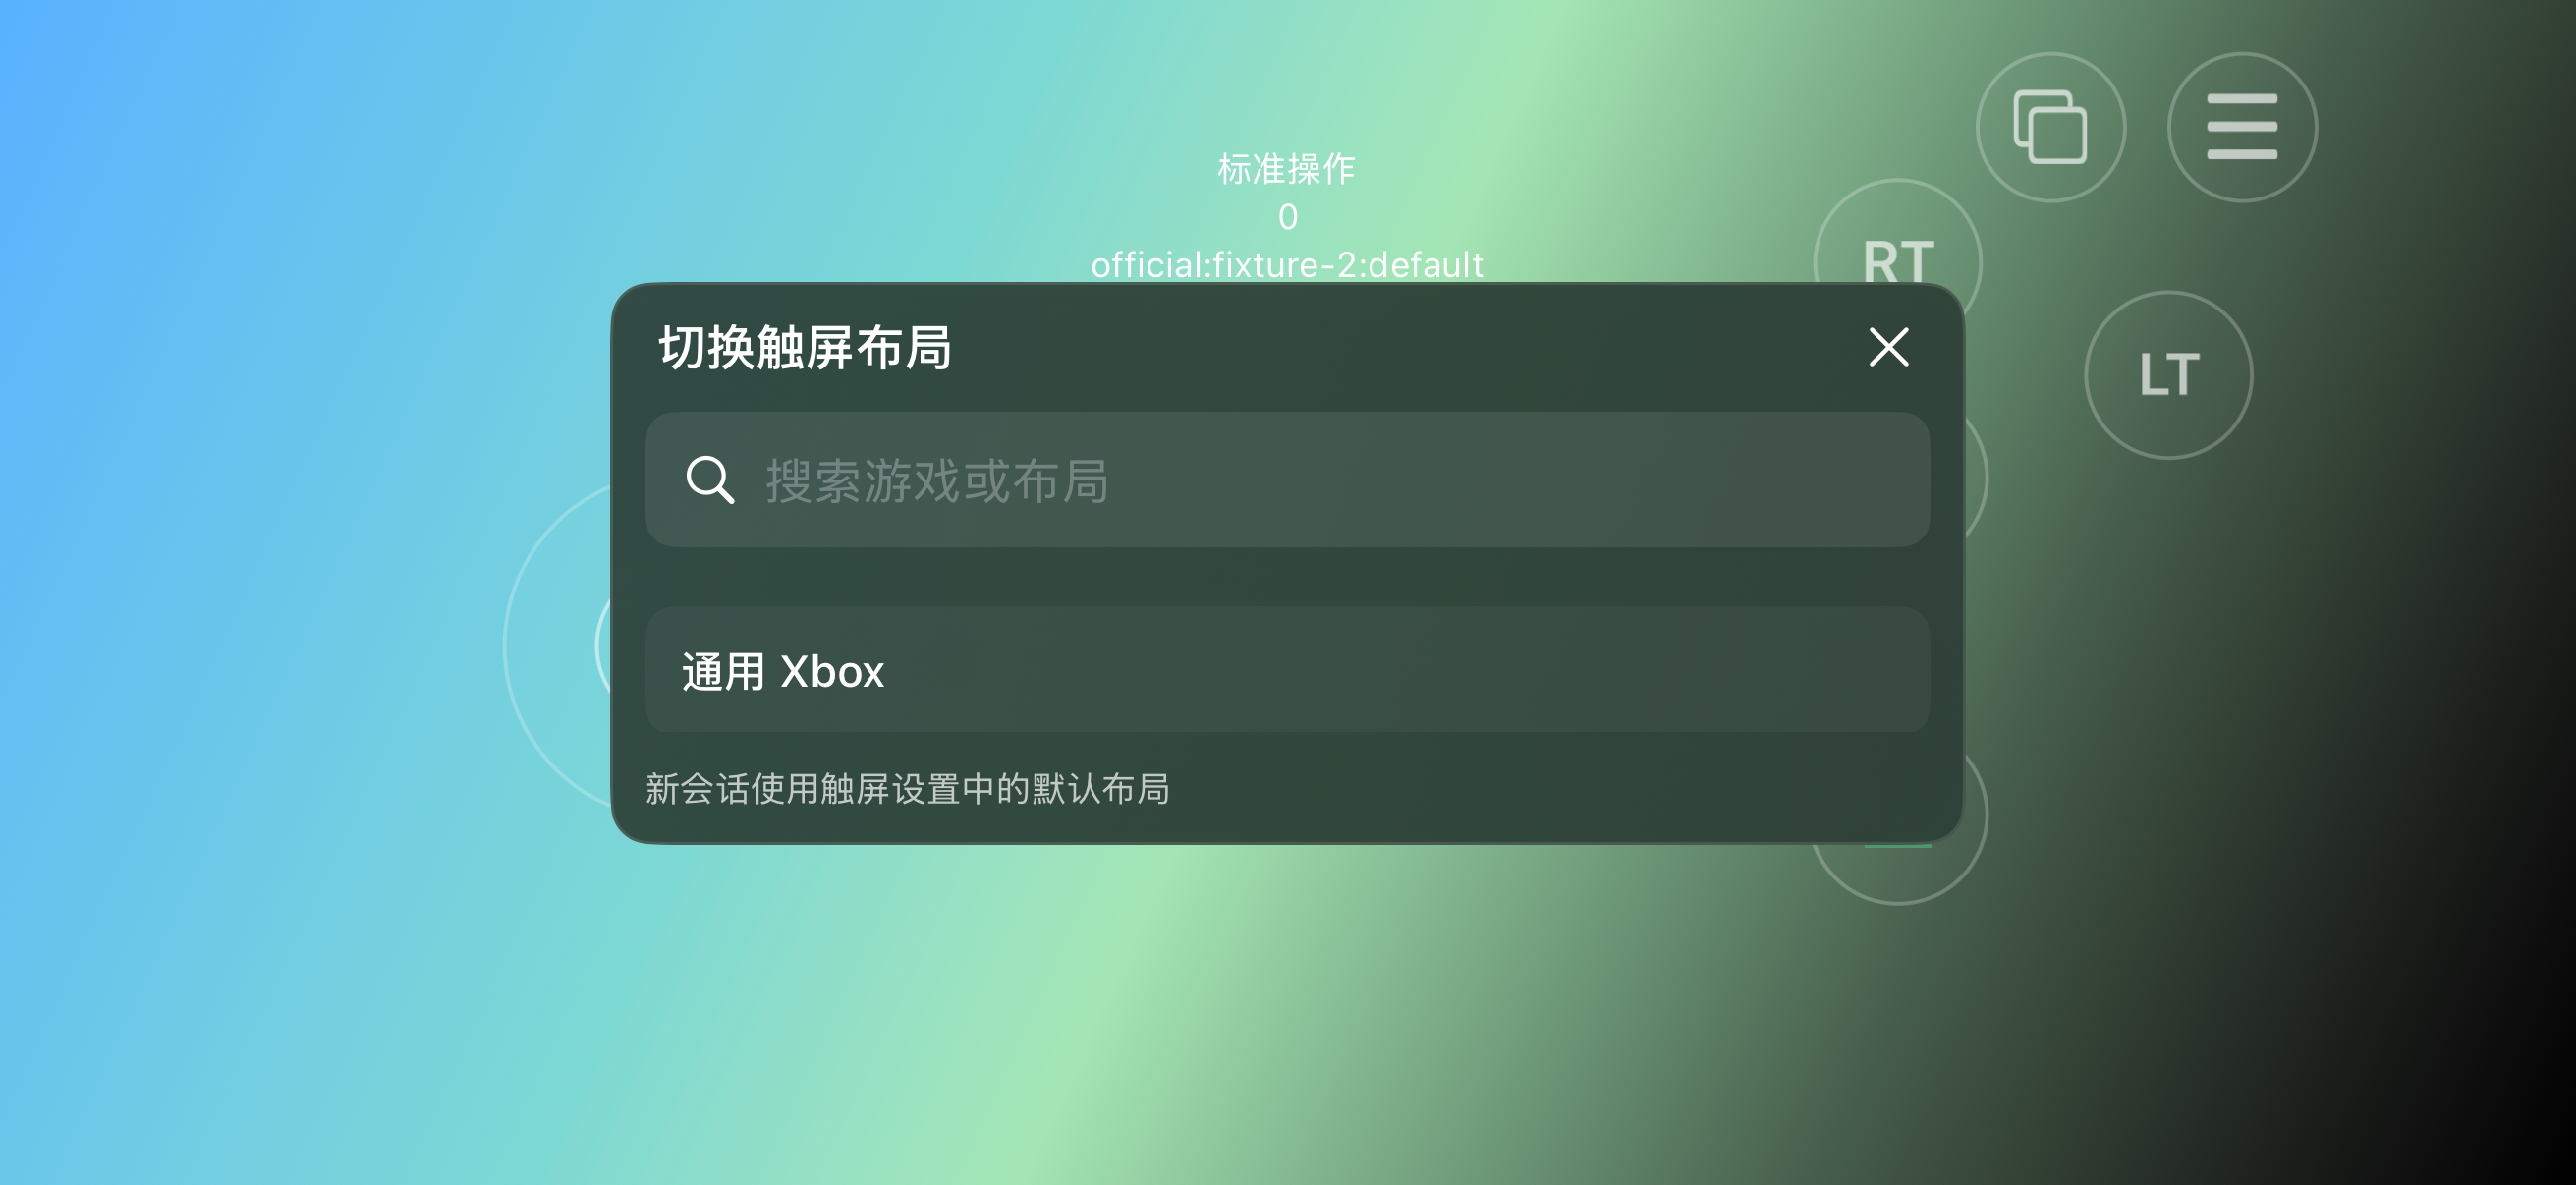 标准操作
0
official:fixture-2:default
RT
LT
切换触屏布局
搜索游戏或布局
通用 Xbox
新会话使用触屏设置中的默认布局